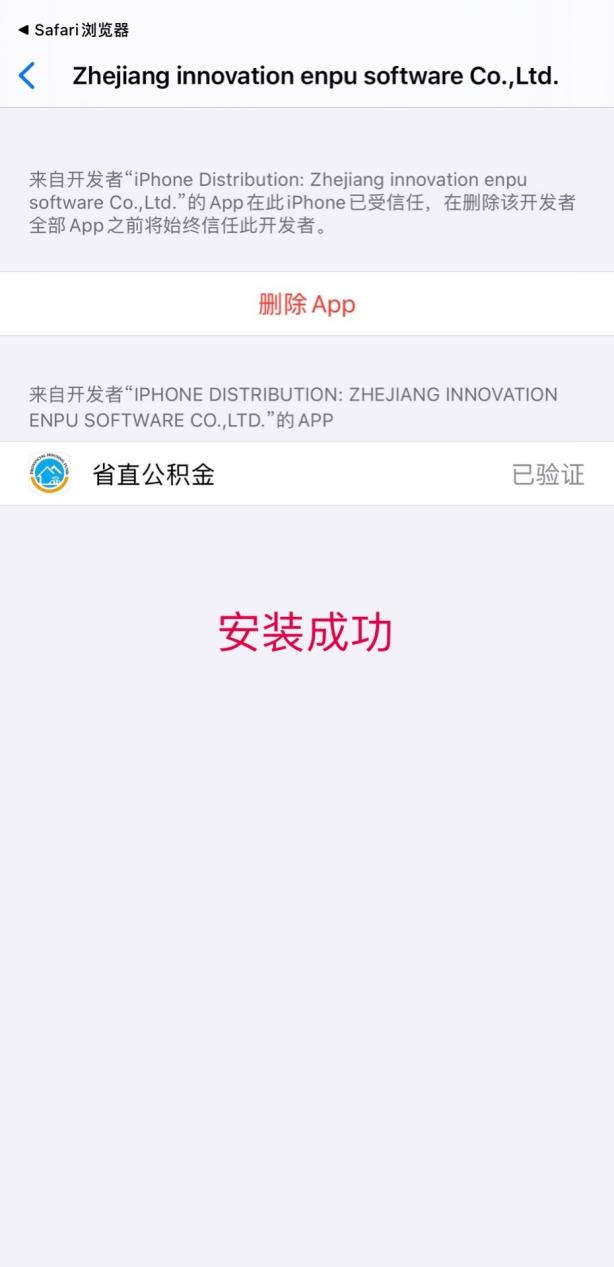 ◀ Safari浏览器
Zhejiang innovation enpu software Co.,Ltd.
来自开发者“iPhone Distribution: Zhejiang innovation enpu
software Co.,Ltd.”的 App在此iPhone已受信任，在删除该开发者
全部App之前将始终信任此开发者。
删除App
来自开发者“IPHONE DISTRIBUTION: ZHEJIANG INNOVATION
ENPU SOFTWARE CO.,LTD.”的 APP
省直公积金 已验证
安装成功